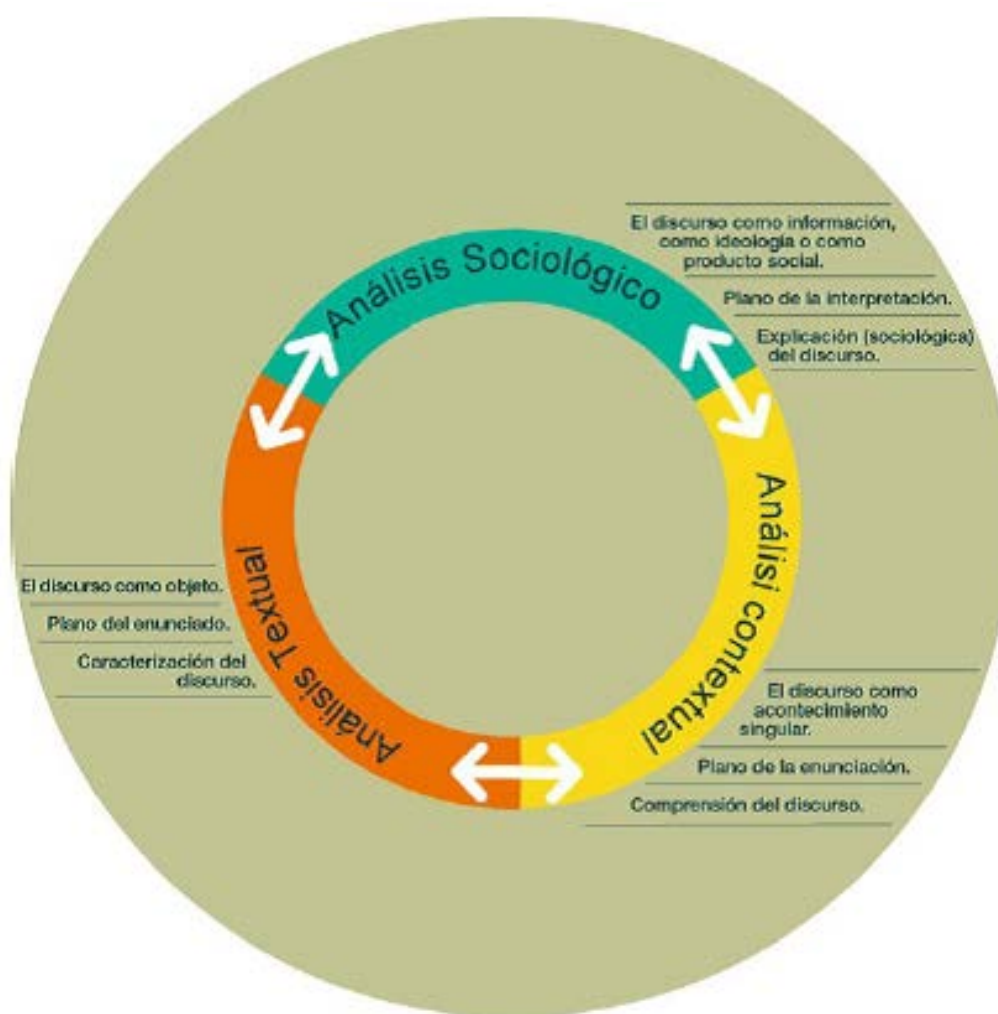 Análisis Sociológico
El discurso como información,
como ideología o como
producto social.
Plano de la interpretación.
Explicación (sociológica)
del discurso.
Análisi contextual
El discurso como
acontecimiento
singular.
Plano de la enunciación.
Comprensión del discurso.
Análisis Textual
El discurso como objeto.
Plano del enunciado.
Caracterización del
discurso.